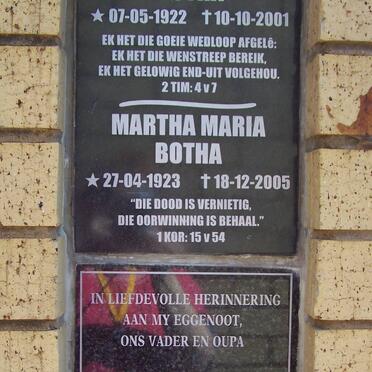 ★ 07-05-1922 † 10-10-2001
EK HET DIE GOEIE WEDLOOP AFGELê:
EK HET DIE WENSTREEP BEREIK,
EK HET GELOWIG END-UIT VOLGEHOU.
2 TIM: 4 v 7
MARTHA MARIA
BOTHA
★ 27-04-1923 † 18-12-2005
"DIE DOOD IS VERNIETIG,
DIE OORWINNING IS BEHAAL."
1 KOR: 15 v 54
IN LIEFDEVOLLE HERINNERING
AAN MY EGGENOOT,
ONS VADER EN OUPA